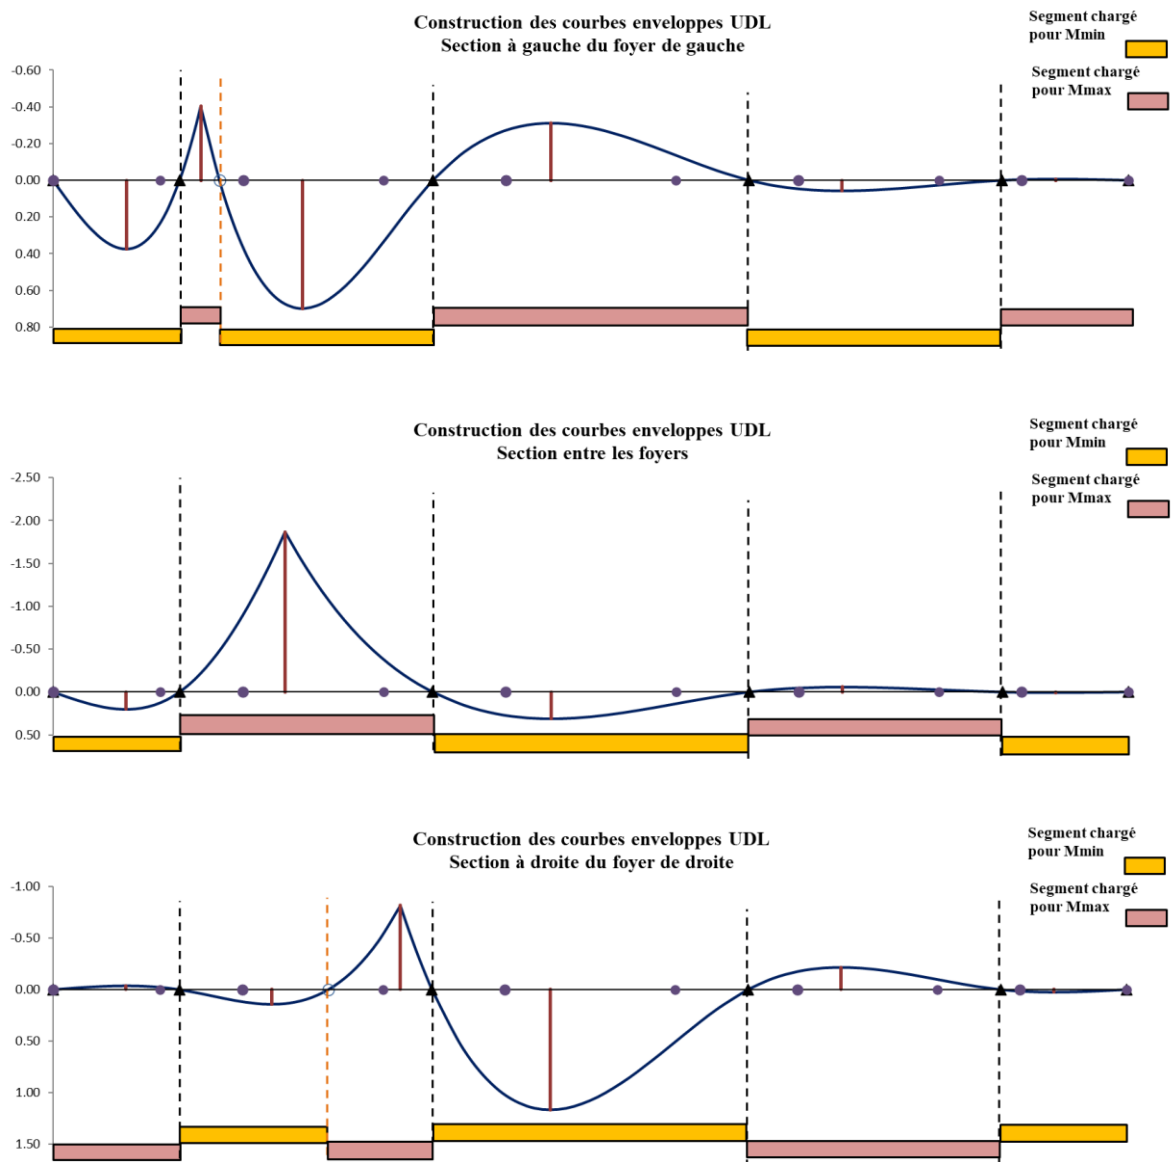 Construction des courbes enveloppes UDL
Section à gauche du foyer de gauche
Segment chargé
pour Mmin
Segment chargé
pour Mmax
-0.60
-0.40
-0.20
0.00
0.20
0.40
0.60
0.80
Construction des courbes enveloppes UDL
Section entre les foyers
Segment chargé
pour Mmin
Segment chargé
pour Mmax
-2.50
-2.00
-1.50
-1.00
-0.50
0.00
0.50
Construction des courbes enveloppes UDL
Section à droite du foyer de droite
Segment chargé
pour Mmin
Segment chargé
pour Mmax
-1.00
-0.50
0.00
0.50
1.00
1.50